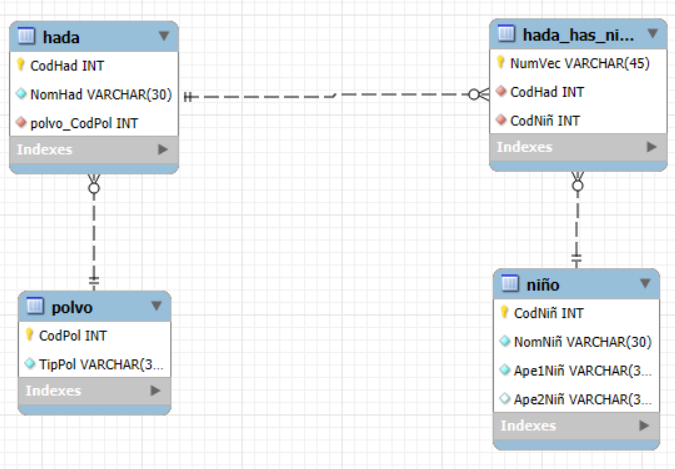 hada
CodHad INT
NomHad VARCHAR(30)
polvo_CodPol INT
Indexes
hada_has_ni...
NumVec VARCHAR(45)
CodHad INT
CodNiñ INT
Indexes
polvo
CodPol INT
TipPol VARCHAR(3...
Indexes
niño
CodNiñ INT
NomNiñ VARCHAR(30)
Ape1Niñ VARCHAR(3...
Ape2Niñ VARCHAR(3...
Indexes